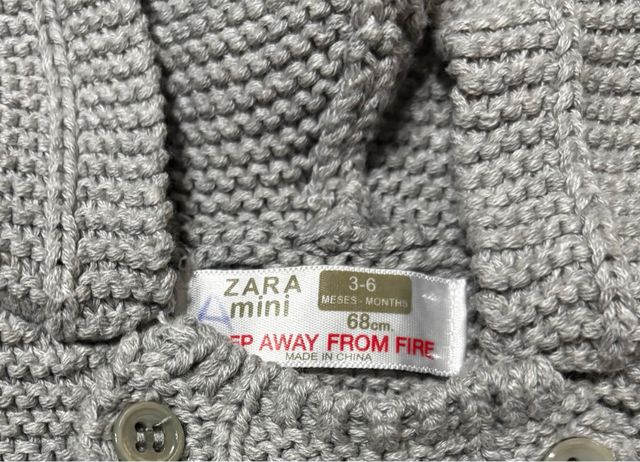 ZARA
mini
3-6
MESES - MONTHS
68cm.
EP AWAY FROM FIRE
MADE IN CHINA